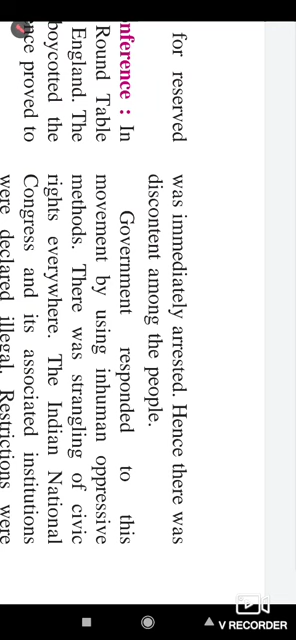 for reserved
nference : In
Round Table
England. The
boycotted the
nce proved to
was immediately arrested. Hence there was
discontent among the people.
Government responded to this
movement by using inhuman oppressive
methods. There was strangling of civic
rights everywhere. The Indian National
Congress and its associated institutions
were declared illegal. Restrictions were
V RECORDER